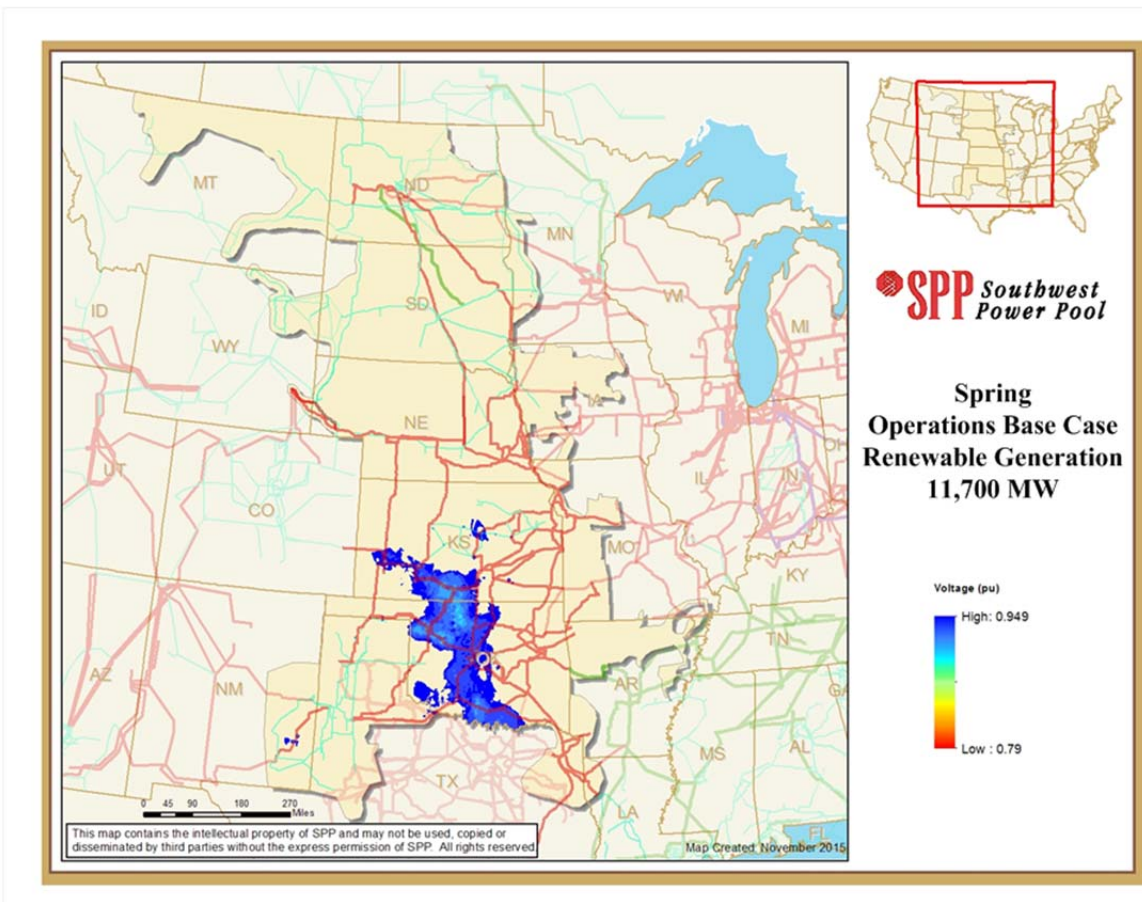 MT
ND
MN
ID
SD
WI
WY
MI
IA
NE
UT
IL
IN
OH
CO
KS
MO
KY
TN
AZ
NM
AR
GA
MS
AL
TX
LA
FL
0 45 90 180 270
Miles
This map contains the intellectual property of SPP and may not be used, copied or
disseminated by third parties without the express permission of SPP. All rights reserved.
Map Created: November 2015
SPP Southwest
Power Pool
Spring
Operations Base Case
Renewable Generation
11,700 MW
Voltage (pu)
High: 0.949
Low : 0.79